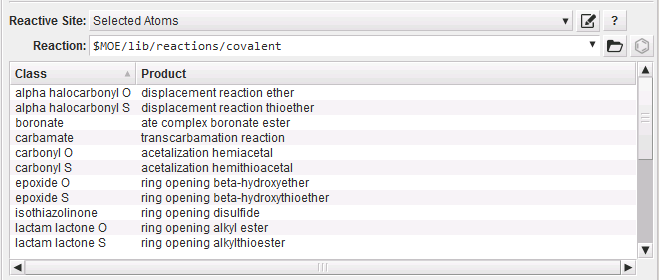 Reactive Site: Selected Atoms ?
Reaction: $MOE/lib/reactions/covalent
Class Product
alpha halocarbonyl O displacement reaction ether
alpha halocarbonyl S displacement reaction thioether
boronate ate complex boronate ester
carbamate transcarbamation reaction
carbonyl O acetalization hemiacetal
carbonyl S acetalization hemithioacetal
epoxide O ring opening beta-hydroxyether
epoxide S ring opening beta-hydroxythioether
isothiazolinone ring opening disulfide
lactam lactone O ring opening alkyl ester
lactam lactone S ring opening alkylthioester